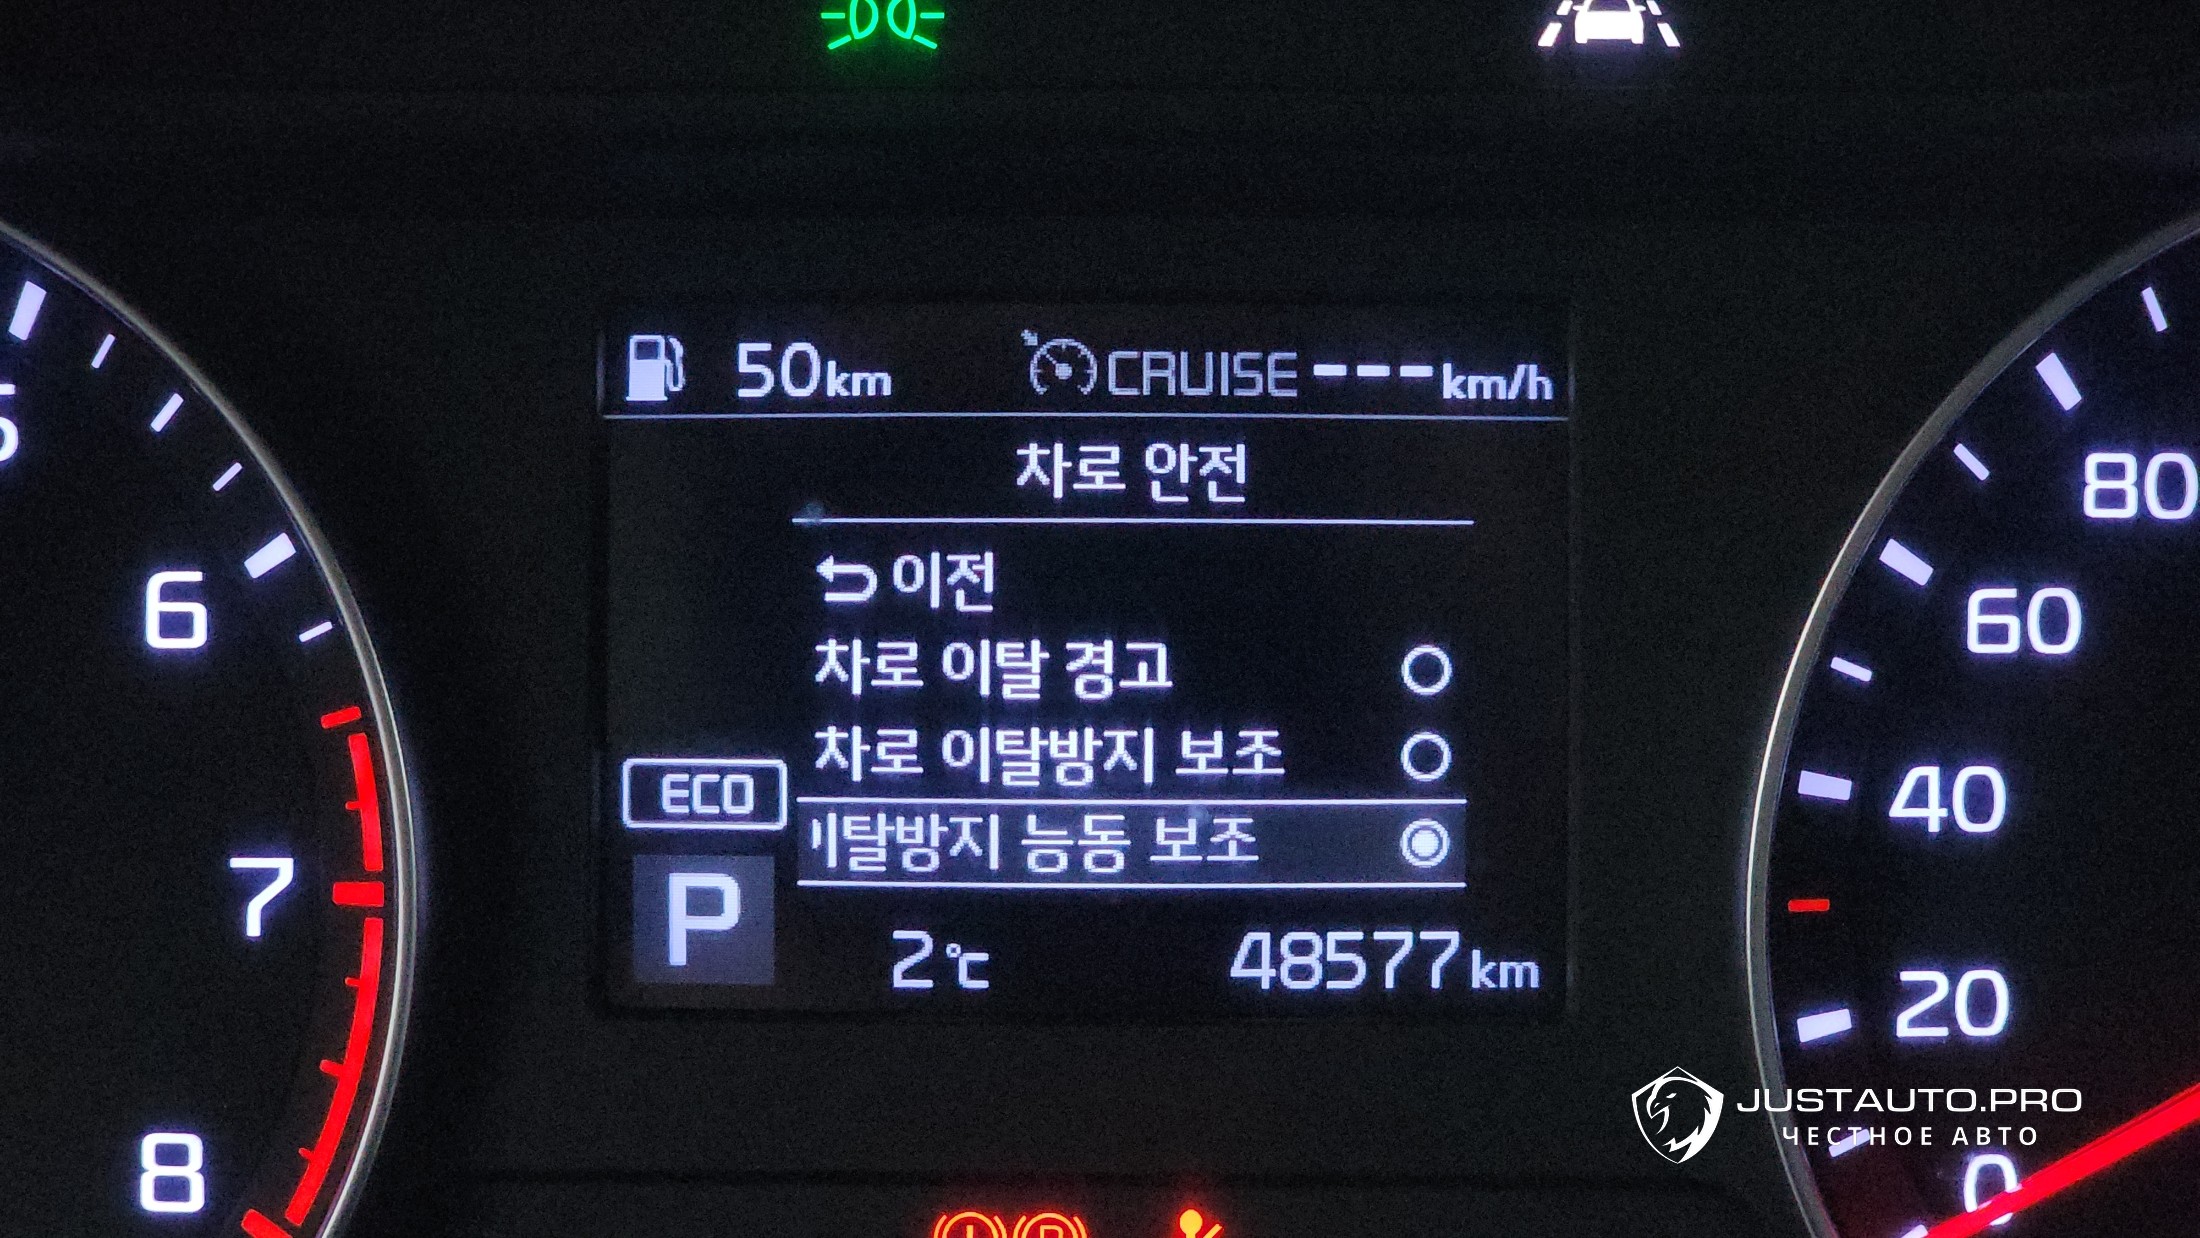 50km CRUISE ---km/h
차로 안전
이전
차로 이탈 경고
차로 이탈방지 보조
이탈방지 능동 보조
ECO
P
2℃ 48577km
6
7
8
80
60
40
20
0
JUSTAUTO.PRO
ЧЕСТНОЕ АВТО